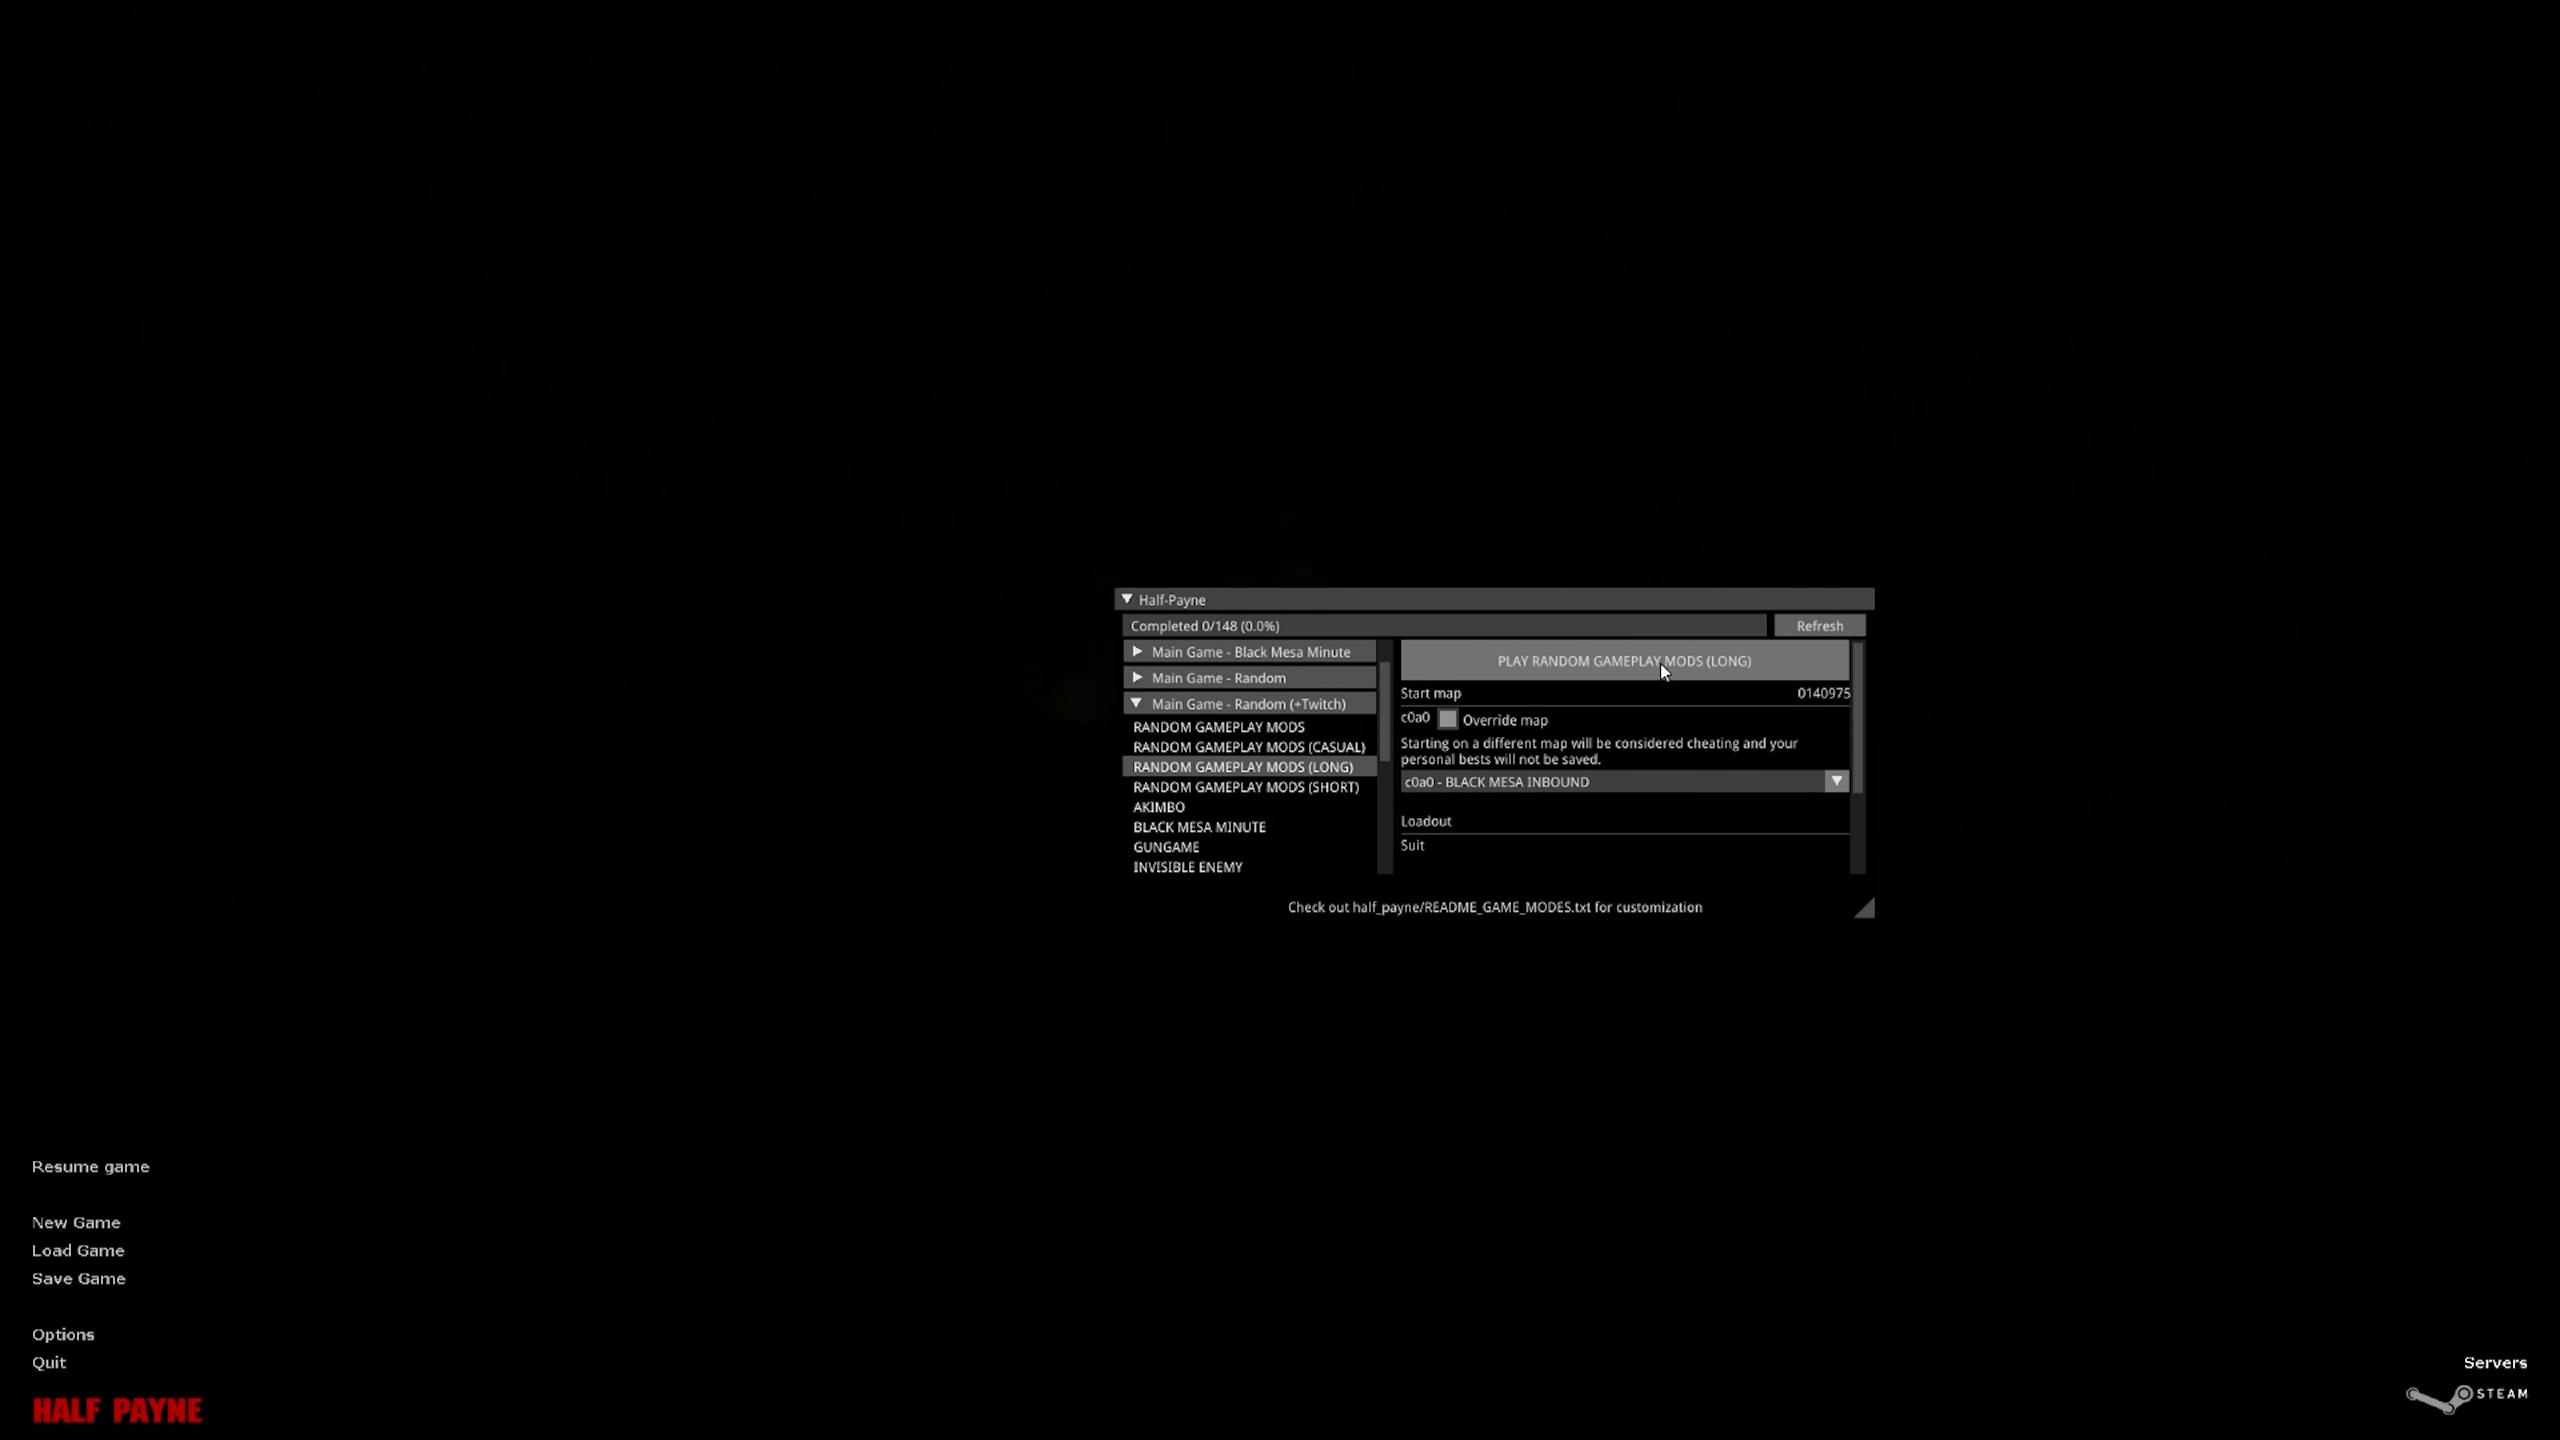 Half-Payne
Completed 0/148 (0.0%)
Refresh
Main Game - Black Mesa Minute
Main Game - Random
Main Game - Random (+Twitch)
RANDOM GAMEPLAY MODS
RANDOM GAMEPLAY MODS (CASUAL)
RANDOM GAMEPLAY MODS (LONG)
RANDOM GAMEPLAY MODS (SHORT)
AKIMBO
BLACK MESA MINUTE
GUNGAME
INVISIBLE ENEMY
PLAY RANDOM GAMEPLAY MODS (LONG)
Start map 0140975
c0a0 Override map
Starting on a different map will be considered cheating and your
personal bests will not be saved.
c0a0 - BLACK MESA INBOUND
Loadout
Suit
Check out half_payne/README_GAME_MODES.txt for customization
Resume game
New Game
Load Game
Save Game
Options
Quit
HALF PAYNE
Servers
STEAM